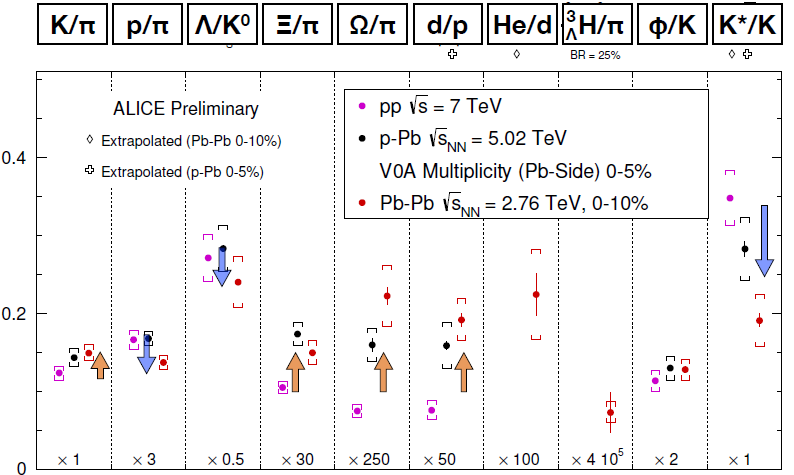 K/π p/π Λ/K⁰ Ξ/π Ω/π d/p He/d ³ΛH/π ϕ/K K*/K
BR = 25%
ALICE Preliminary
Extrapolated (Pb-Pb 0-10%)
Extrapolated (p-Pb 0-5%)
pp √s = 7 TeV
p-Pb √sNN = 5.02 TeV
V0A Multiplicity (Pb-Side) 0-5%
Pb-Pb √sNN = 2.76 TeV, 0-10%
0.4
0.2
0
× 1 × 3 × 0.5 × 30 × 250 × 50 × 100 × 4 10⁵ × 2 × 1